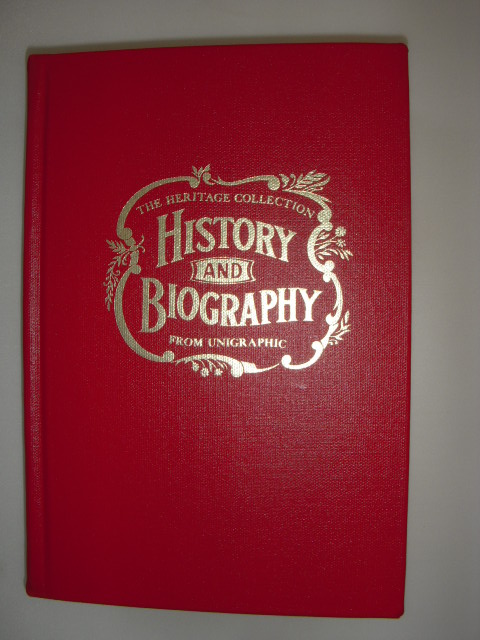 THE HERITAGE COLLECTION
HISTORY
AND
BIOGRAPHY
FROM UNIGRAPHIC